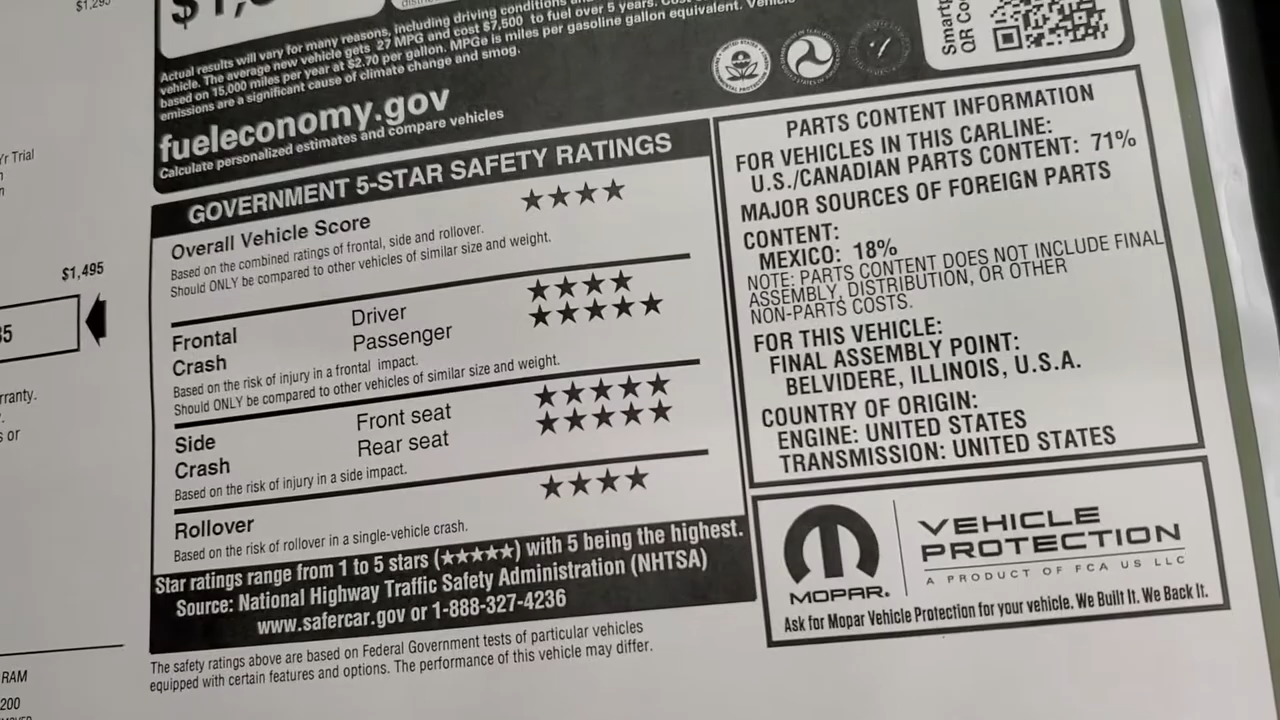 $1,295
Actual results will vary for many reasons, including driving conditions
vehicle. The average new vehicle gets 27 MPG and cost $7,500 to fuel over 5 years. Cost
based on 15,000 miles per year at $2.70 per gallon. MPGe is miles per gasoline gallon equivalent. Vehicle
emissions are a significant cause of climate change and smog.
fueleconomy.gov
Calculate personalized estimates and compare vehicles
Smartp
QR Co
Yr Trial
$1,495
35
rranty.
s or
RAM
200
GOVERNMENT 5-STAR SAFETY RATINGS
Overall Vehicle Score ★★★★
Based on the combined ratings of frontal, side and rollover.
Should ONLY be compared to other vehicles of similar size and weight.
Frontal Driver ★★★★
Crash Passenger ★★★★★
Based on the risk of injury in a frontal impact.
Should ONLY be compared to other vehicles of similar size and weight.
Side Front seat ★★★★★
Crash Rear seat ★★★★★
Based on the risk of injury in a side impact.
Rollover ★★★★
Based on the risk of rollover in a single-vehicle crash.
Star ratings range from 1 to 5 stars (★★★★★) with 5 being the highest.
Source: National Highway Traffic Safety Administration (NHTSA)
www.safercar.gov or 1-888-327-4236
The safety ratings above are based on Federal Government tests of particular vehicles
equipped with certain features and options. The performance of this vehicle may differ.
PARTS CONTENT INFORMATION
FOR VEHICLES IN THIS CARLINE:
U.S./CANADIAN PARTS CONTENT: 71%
MAJOR SOURCES OF FOREIGN PARTS
CONTENT:
MEXICO: 18%
NOTE: PARTS CONTENT DOES NOT INCLUDE FINAL
ASSEMBLY, DISTRIBUTION, OR OTHER
NON-PARTS COSTS.
FOR THIS VEHICLE:
FINAL ASSEMBLY POINT:
BELVIDERE, ILLINOIS, U.S.A.
COUNTRY OF ORIGIN:
ENGINE: UNITED STATES
TRANSMISSION: UNITED STATES
MOPAR.
VEHICLE
PROTECTION
A PRODUCT OF FCA US LLC
Ask for Mopar Vehicle Protection for your vehicle. We Built It. We Back It.